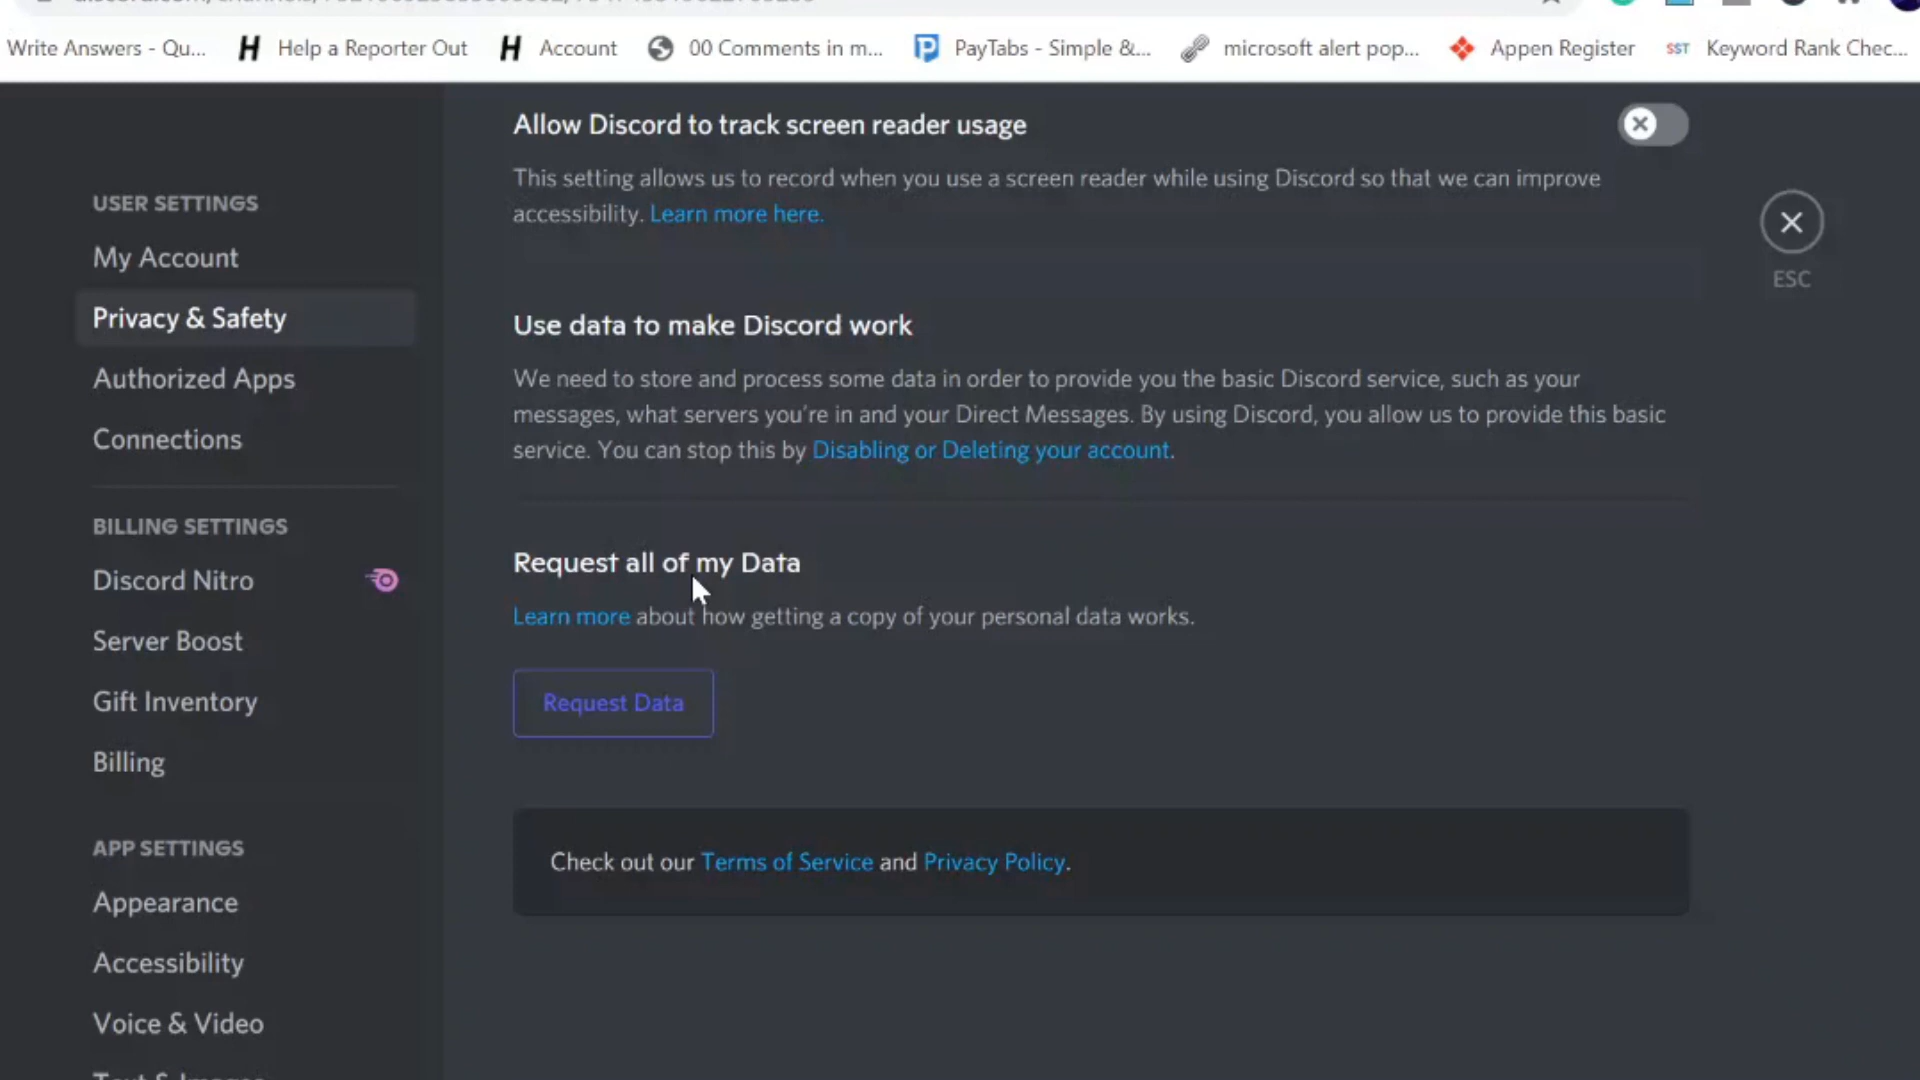 Write Answers - Qu... H Help a Reporter Out H Account 00 Comments in m... PayTabs - Simple &... microsoft alert pop... Appen Register SST Keyword Rank Chec...
Allow Discord to track screen reader usage
This setting allows us to record when you use a screen reader while using Discord so that we can improve
accessibility. Learn more here.
ESC
USER SETTINGS
My Account
Privacy & Safety
Authorized Apps
Connections
BILLING SETTINGS
Discord Nitro
Server Boost
Gift Inventory
Billing
APP SETTINGS
Appearance
Accessibility
Voice & Video
Use data to make Discord work
We need to store and process some data in order to provide you the basic Discord service, such as your
messages, what servers you're in and your Direct Messages. By using Discord, you allow us to provide this basic
service. You can stop this by Disabling or Deleting your account.
Request all of my Data
Learn more about how getting a copy of your personal data works.
Request Data
Check out our Terms of Service and Privacy Policy.